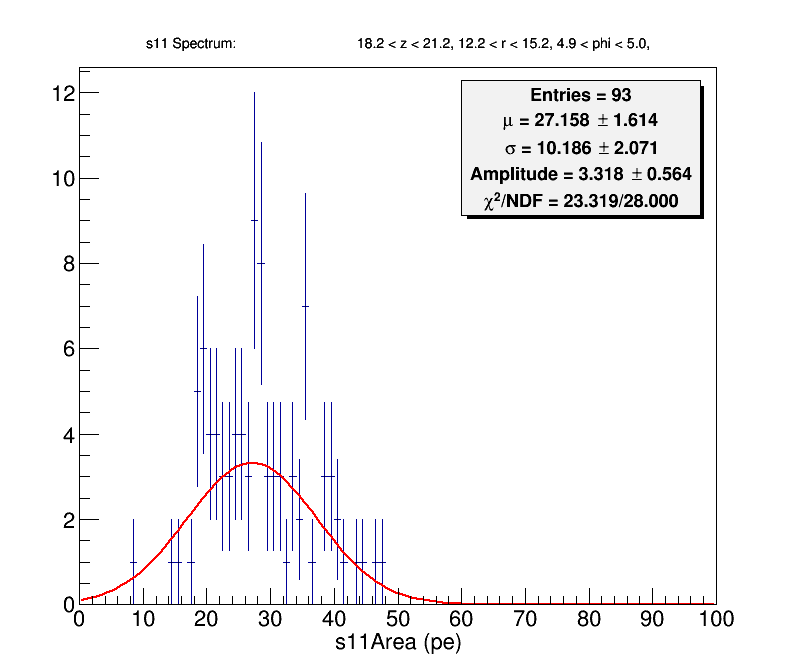 s11 Spectrum: 18.2 < z < 21.2, 12.2 < r < 15.2, 4.9 < phi < 5.0,
Entries = 93
μ = 27.158 ± 1.614
σ = 10.186 ± 2.071
Amplitude = 3.318 ± 0.564
χ²/NDF = 23.319/28.000
12
10
8
6
4
2
0
0 10 20 30 40 50 60 70 80 90 100
s11Area (pe)